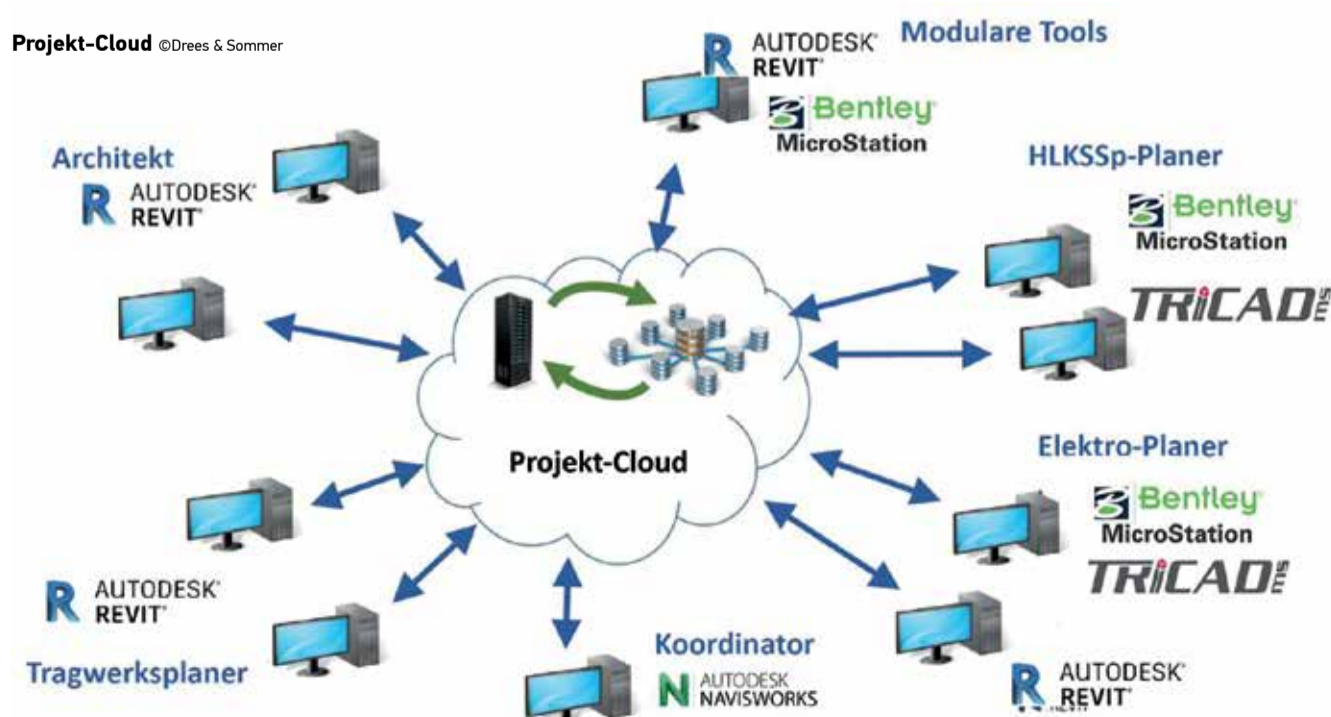 Projekt-Cloud ©Drees & Sommer
AUTODESK®
REVIT®
Modulare Tools
Bentley®
MicroStation
Architekt
AUTODESK®
REVIT®
HLKSSp-Planer
Bentley®
MicroStation
TRiCAD MS
Projekt-Cloud
Elektro-Planer
Bentley®
MicroStation
TRiCAD MS
AUTODESK®
REVIT®
Tragwerksplaner
Koordinator
AUTODESK®
NAVISWORKS
AUTODESK®
REVIT®